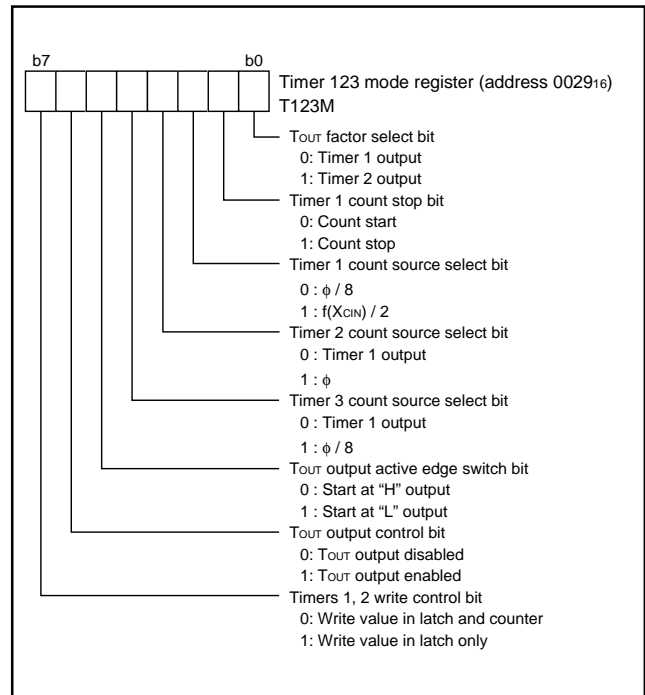 b7 b0
Timer 123 mode register (address 0029₁₆)
T123M
TOUT factor select bit
0: Timer 1 output
1: Timer 2 output
Timer 1 count stop bit
0: Count start
1: Count stop
Timer 1 count source select bit
0 : ϕ / 8
1 : f(XCIN) / 2
Timer 2 count source select bit
0 : Timer 1 output
1 : ϕ
Timer 3 count source select bit
0 : Timer 1 output
1 : ϕ / 8
TOUT output active edge switch bit
0 : Start at “H” output
1 : Start at “L” output
TOUT output control bit
0: TOUT output disabled
1: TOUT output enabled
Timers 1, 2 write control bit
0: Write value in latch and counter
1: Write value in latch only